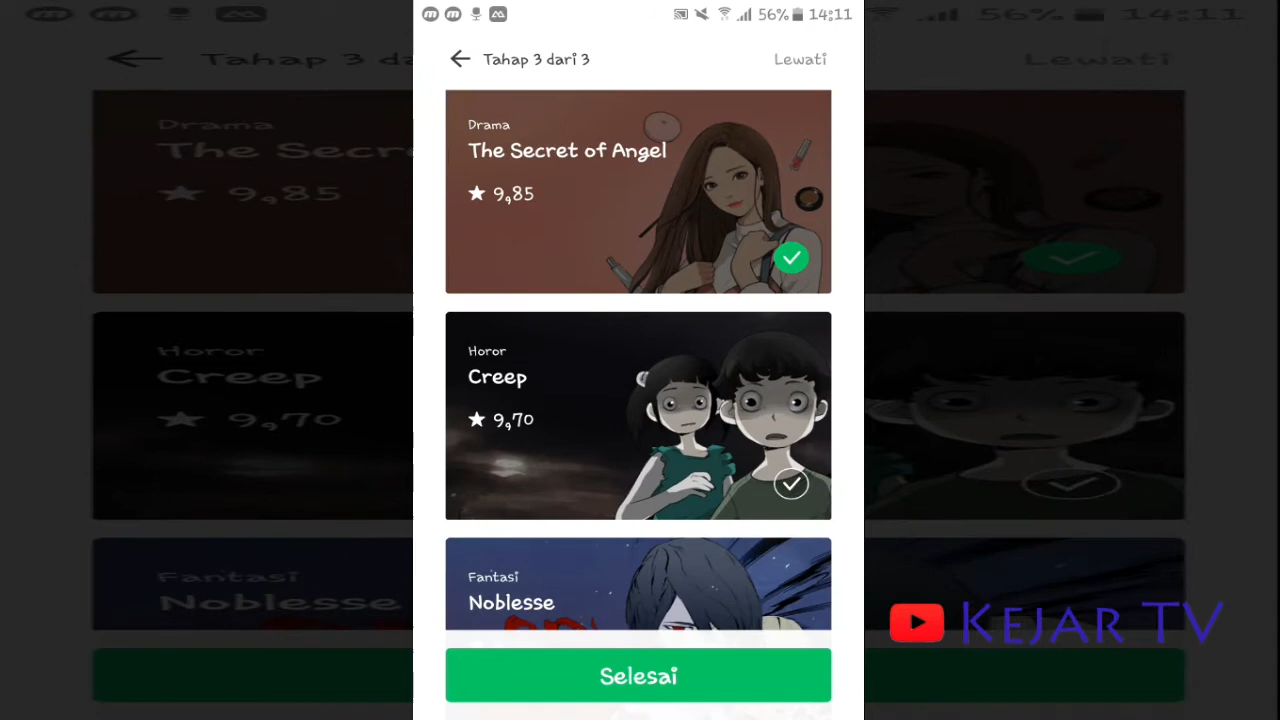 56% 14:11
Tahap 3 dari 3
Lewati
Drama
The Secret of Angel
9,85
Horor
Creep
9,70
Fantasi
Noblesse
Selesai
KEJAR TV